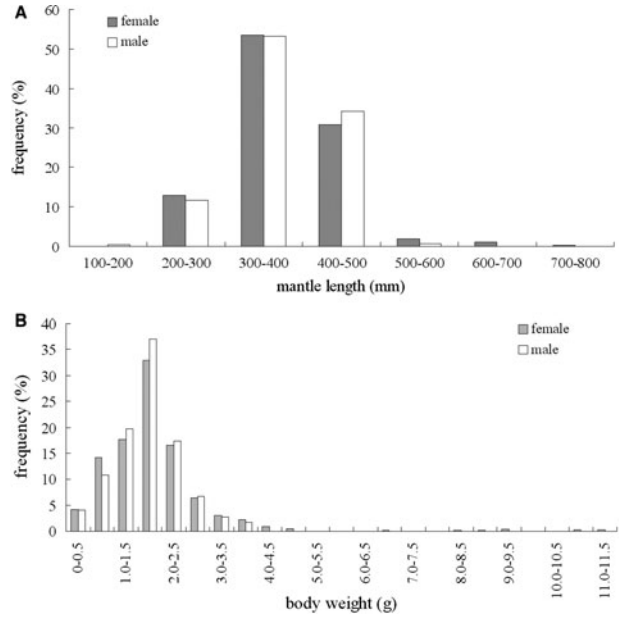 A
60
50
40
30
20
10
0
frequency (%)
female
male
100-200 200-300 300-400 400-500 500-600 600-700 700-800
mantle length (mm)
B
40
35
30
25
20
15
10
5
0
frequency (%)
female
male
0-0.5 1.0-1.5 2.0-2.5 3.0-3.5 4.0-4.5 5.0-5.5 6.0-6.5 7.0-7.5 8.0-8.5 9.0-9.5 10.0-10.5 11.0-11.5
body weight (g)